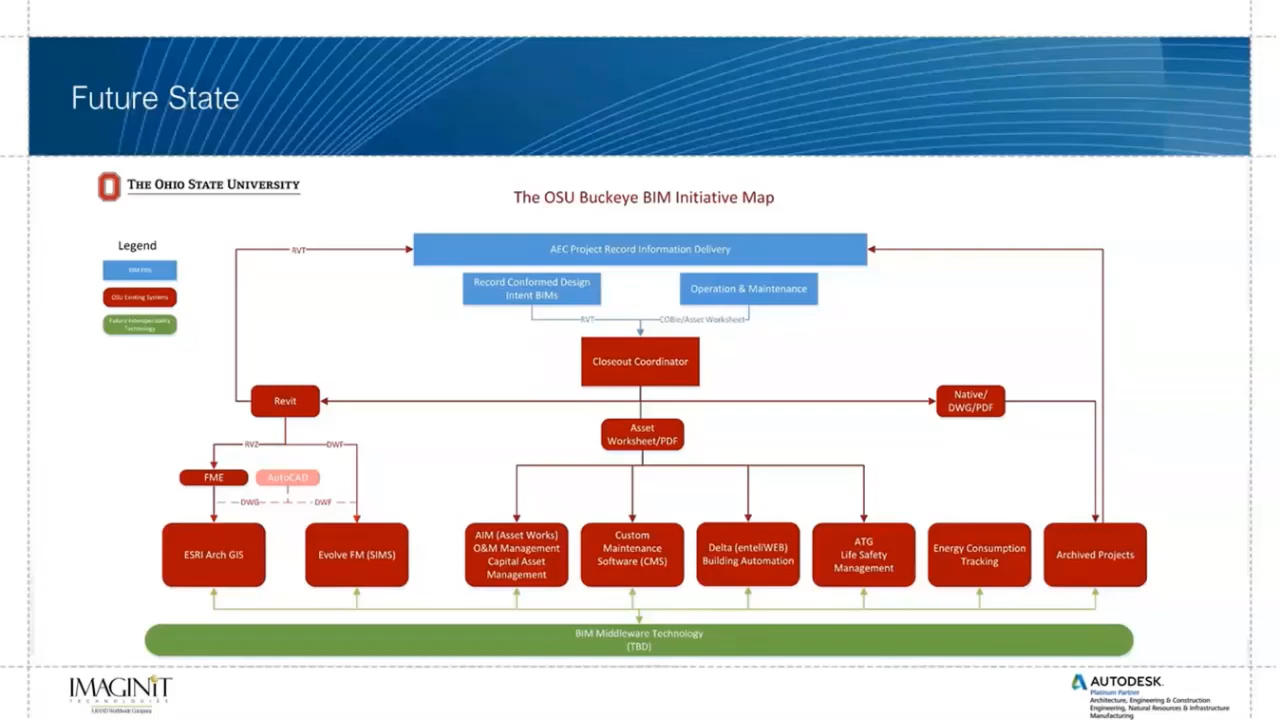 Future State
THE OHIO STATE UNIVERSITY
The OSU Buckeye BIM Initiative Map
Legend
OSU Existing Systems
Future Interoperability
Technology
RVT
AEC Project Record Information Delivery
Record Conformed Design
Intent BIMs
Operation & Maintenance
RVT
COBie/Asset Worksheet
Closeout Coordinator
Revit
Native/
DWG/PDF
Asset
Worksheet/PDF
RVZ
DWF
FME
AutoCAD
DWG
DWF
ESRI Arch GIS
Evolve FM (SIMS)
AIM (Asset Works)
O&M Management
Capital Asset
Management
Custom
Maintenance
Software (CMS)
Delta (enteliWEB)
Building Automation
ATG
Life Safety
Management
Energy Consumption
Tracking
Archived Projects
BIM Middleware Technology
(TBD)
IMAGINiT
TECHNOLOGIES
A RAND Worldwide Company
AUTODESK.
Platinum Partner
Architecture, Engineering & Construction
Engineering, Natural Resources & Infrastructure
Manufacturing